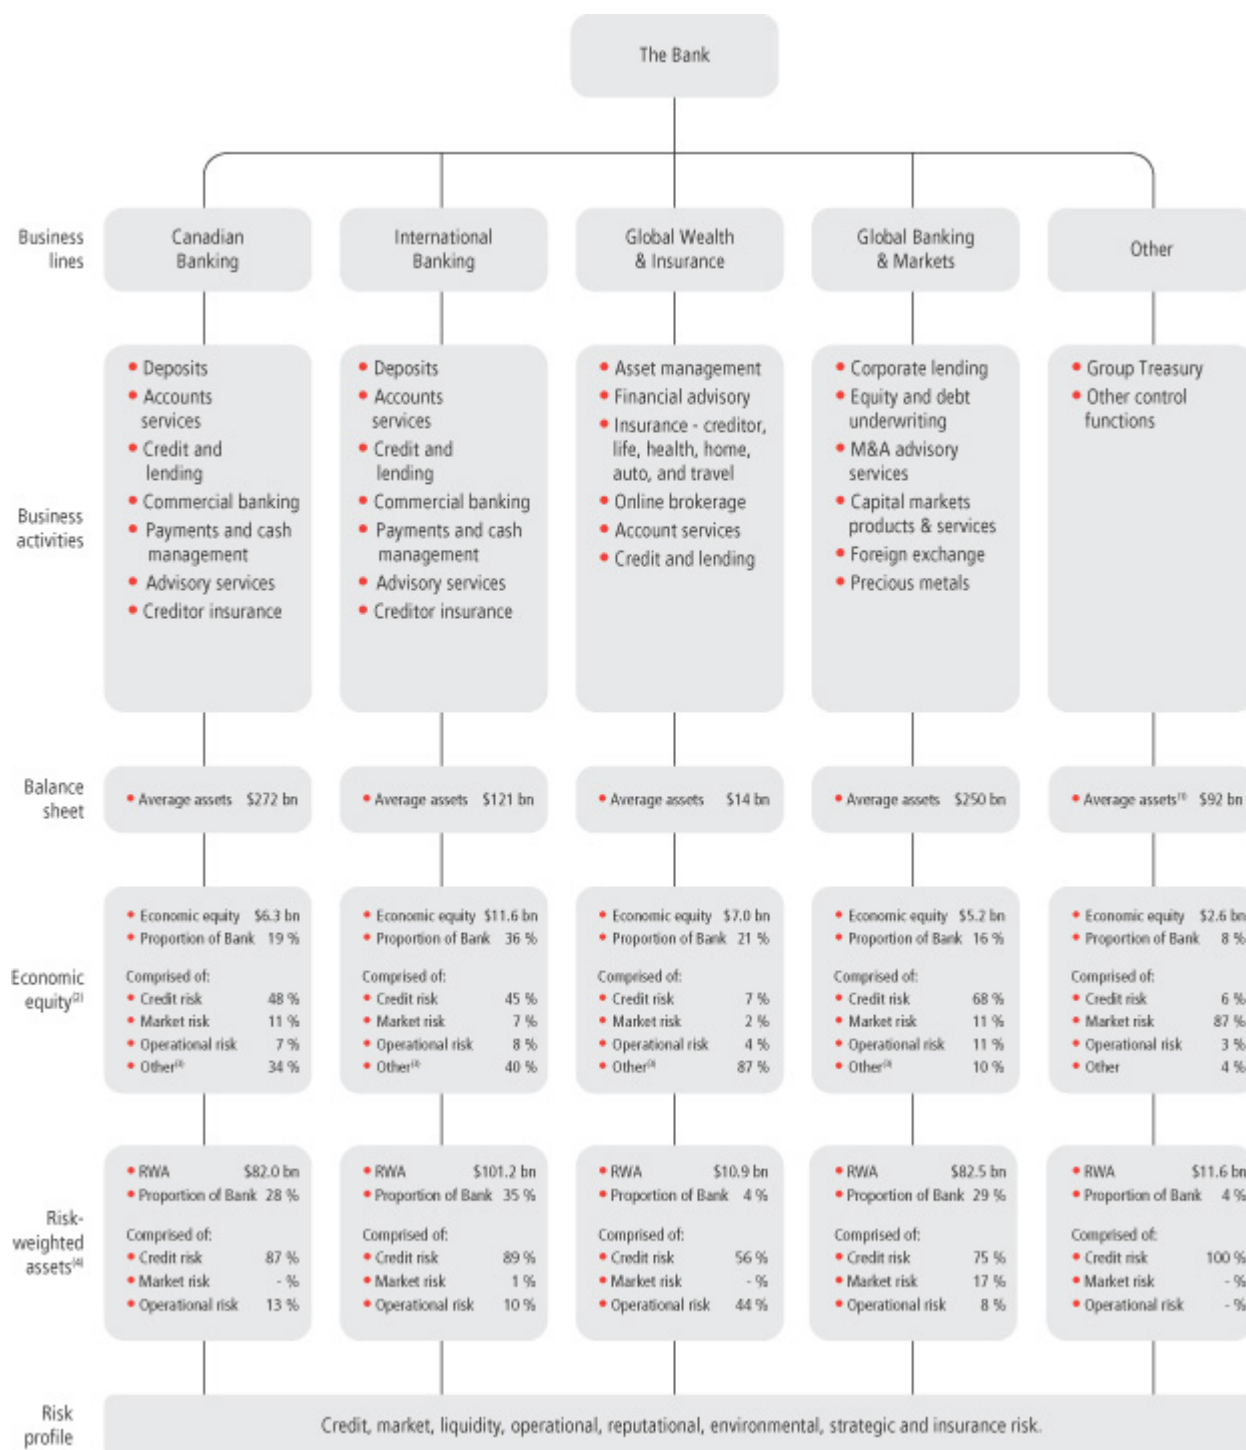 The Bank
Business
lines
Canadian
Banking
International
Banking
Global Wealth
& Insurance
Global Banking
& Markets
Other
Business
activities
• Deposits
• Accounts
services
• Credit and
lending
• Commercial banking
• Payments and cash
management
• Advisory services
• Creditor insurance
• Deposits
• Accounts
services
• Credit and
lending
• Commercial banking
• Payments and cash
management
• Advisory services
• Creditor insurance
• Asset management
• Financial advisory
• Insurance - creditor,
life, health, home,
auto, and travel
• Online brokerage
• Account services
• Credit and lending
• Corporate lending
• Equity and debt
underwriting
• M&A advisory
services
• Capital markets
products & services
• Foreign exchange
• Precious metals
• Group Treasury
• Other control
functions
Balance
sheet
• Average assets $272 bn
• Average assets $121 bn
• Average assets $14 bn
• Average assets $250 bn
• Average assets(1) $92 bn
Economic
equity(2)
• Economic equity $6.3 bn
• Proportion of Bank 19 %
Comprised of:
• Credit risk 48 %
• Market risk 11 %
• Operational risk 7 %
• Other(3) 34 %
• Economic equity $11.6 bn
• Proportion of Bank 36 %
Comprised of:
• Credit risk 45 %
• Market risk 7 %
• Operational risk 8 %
• Other(3) 40 %
• Economic equity $7.0 bn
• Proportion of Bank 21 %
Comprised of:
• Credit risk 7 %
• Market risk 2 %
• Operational risk 4 %
• Other(3) 87 %
• Economic equity $5.2 bn
• Proportion of Bank 16 %
Comprised of:
• Credit risk 68 %
• Market risk 11 %
• Operational risk 11 %
• Other(3) 10 %
• Economic equity $2.6 bn
• Proportion of Bank 8 %
Comprised of:
• Credit risk 6 %
• Market risk 87 %
• Operational risk 3 %
• Other 4 %
Risk-
weighted
assets(4)
• RWA $82.0 bn
• Proportion of Bank 28 %
Comprised of:
• Credit risk 87 %
• Market risk - %
• Operational risk 13 %
• RWA $101.2 bn
• Proportion of Bank 35 %
Comprised of:
• Credit risk 89 %
• Market risk 1 %
• Operational risk 10 %
• RWA $10.9 bn
• Proportion of Bank 4 %
Comprised of:
• Credit risk 56 %
• Market risk - %
• Operational risk 44 %
• RWA $82.5 bn
• Proportion of Bank 29 %
Comprised of:
• Credit risk 75 %
• Market risk 17 %
• Operational risk 8 %
• RWA $11.6 bn
• Proportion of Bank 4 %
Comprised of:
• Credit risk 100 %
• Market risk - %
• Operational risk - %
Risk
profile
Credit, market, liquidity, operational, reputational, environmental, strategic and insurance risk.